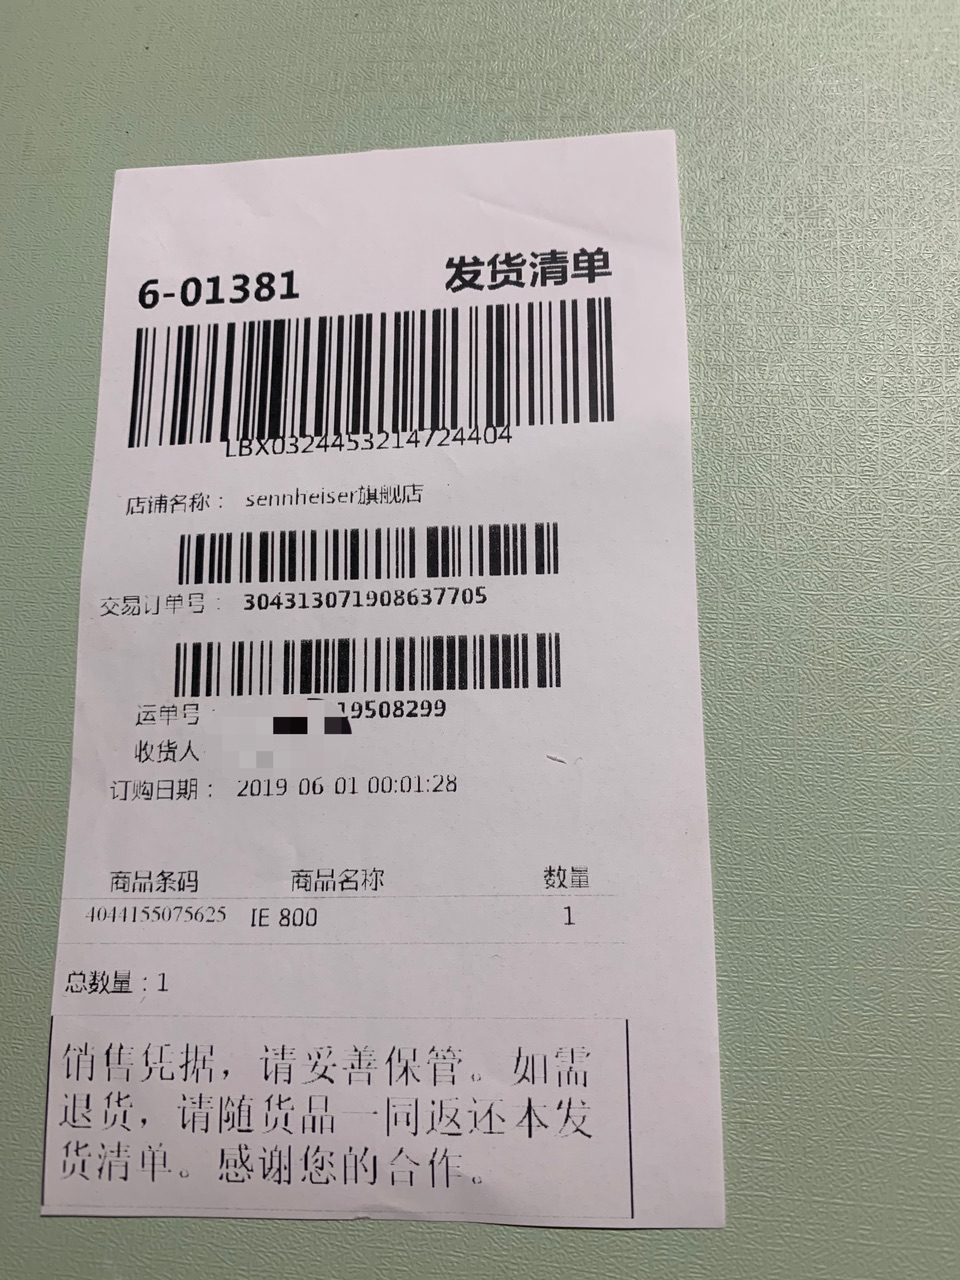 6-01381 发货清单
LBX0324453214724404
店铺名称： sennheiser旗舰店
交易订单号： 304313071908637705
运单号： 19508299
收货人
订购日期： 2019-06-01 00:01:28
商品条码 商品名称 数量
4044155075625 IE 800 1
总数量：1
销售凭据，请妥善保管。如需
退货，请随货品一同返还本发
货清单。感谢您的合作。